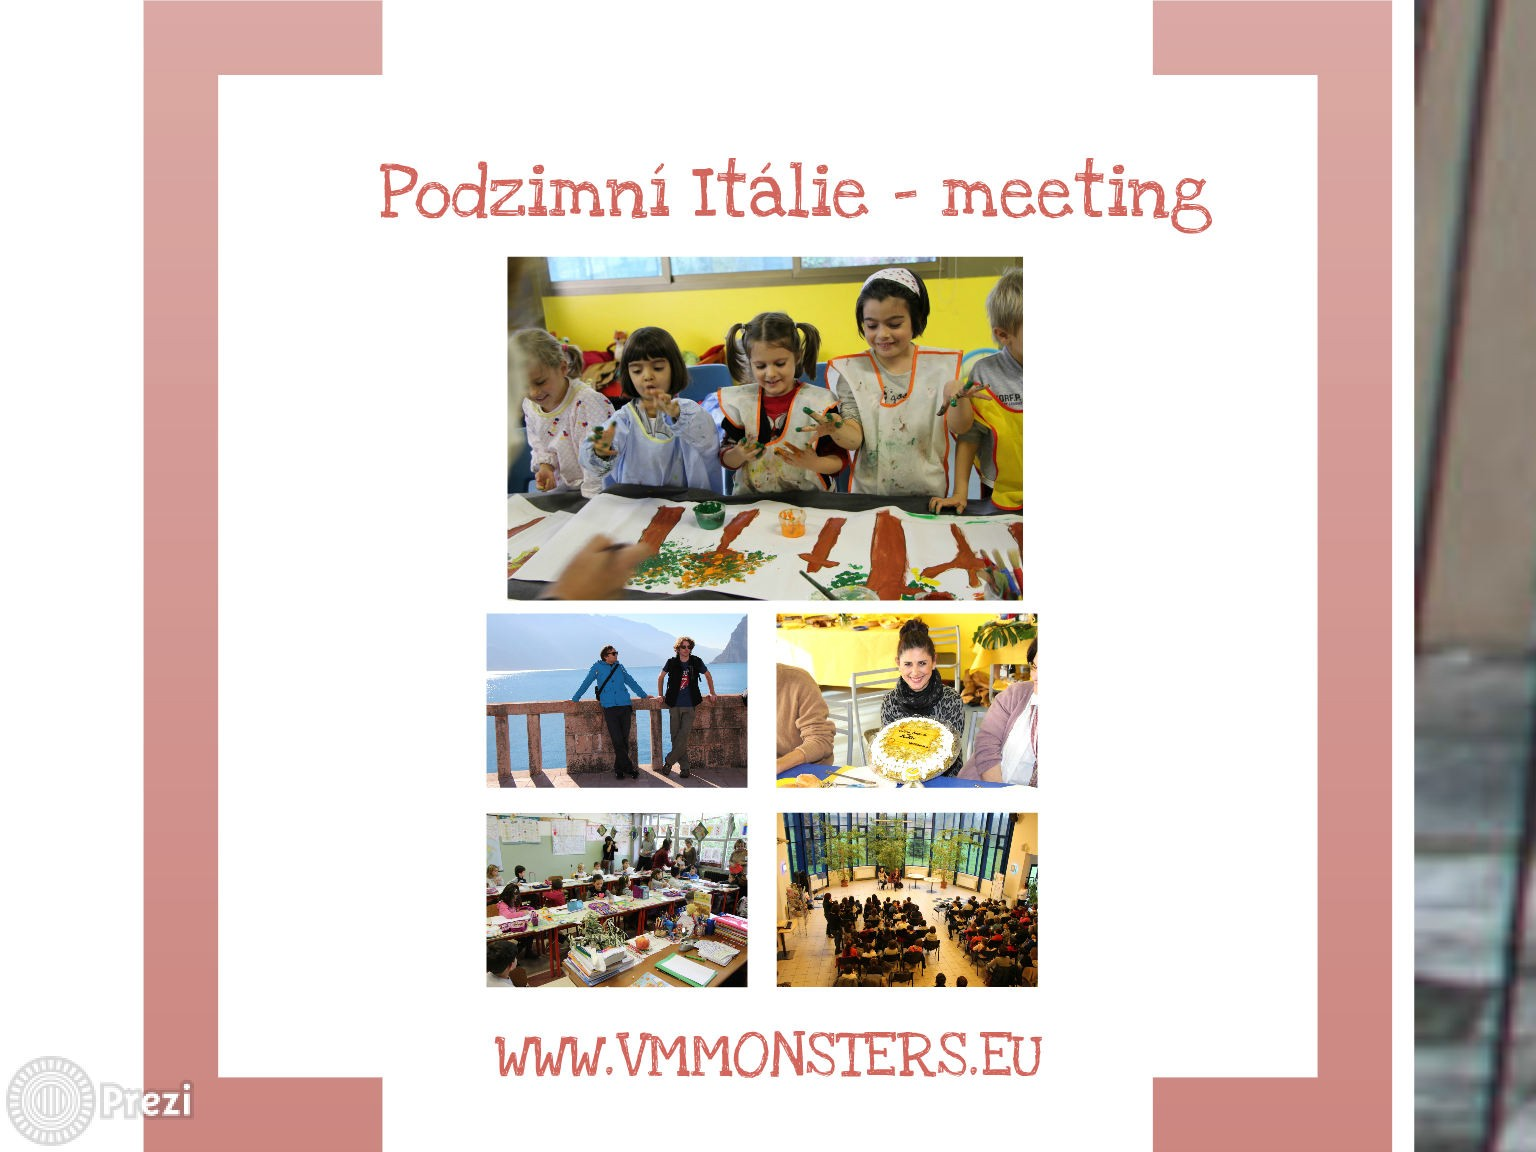 Podzimní Itálie - meeting
www.VMMONSTERS.EU
Prezi